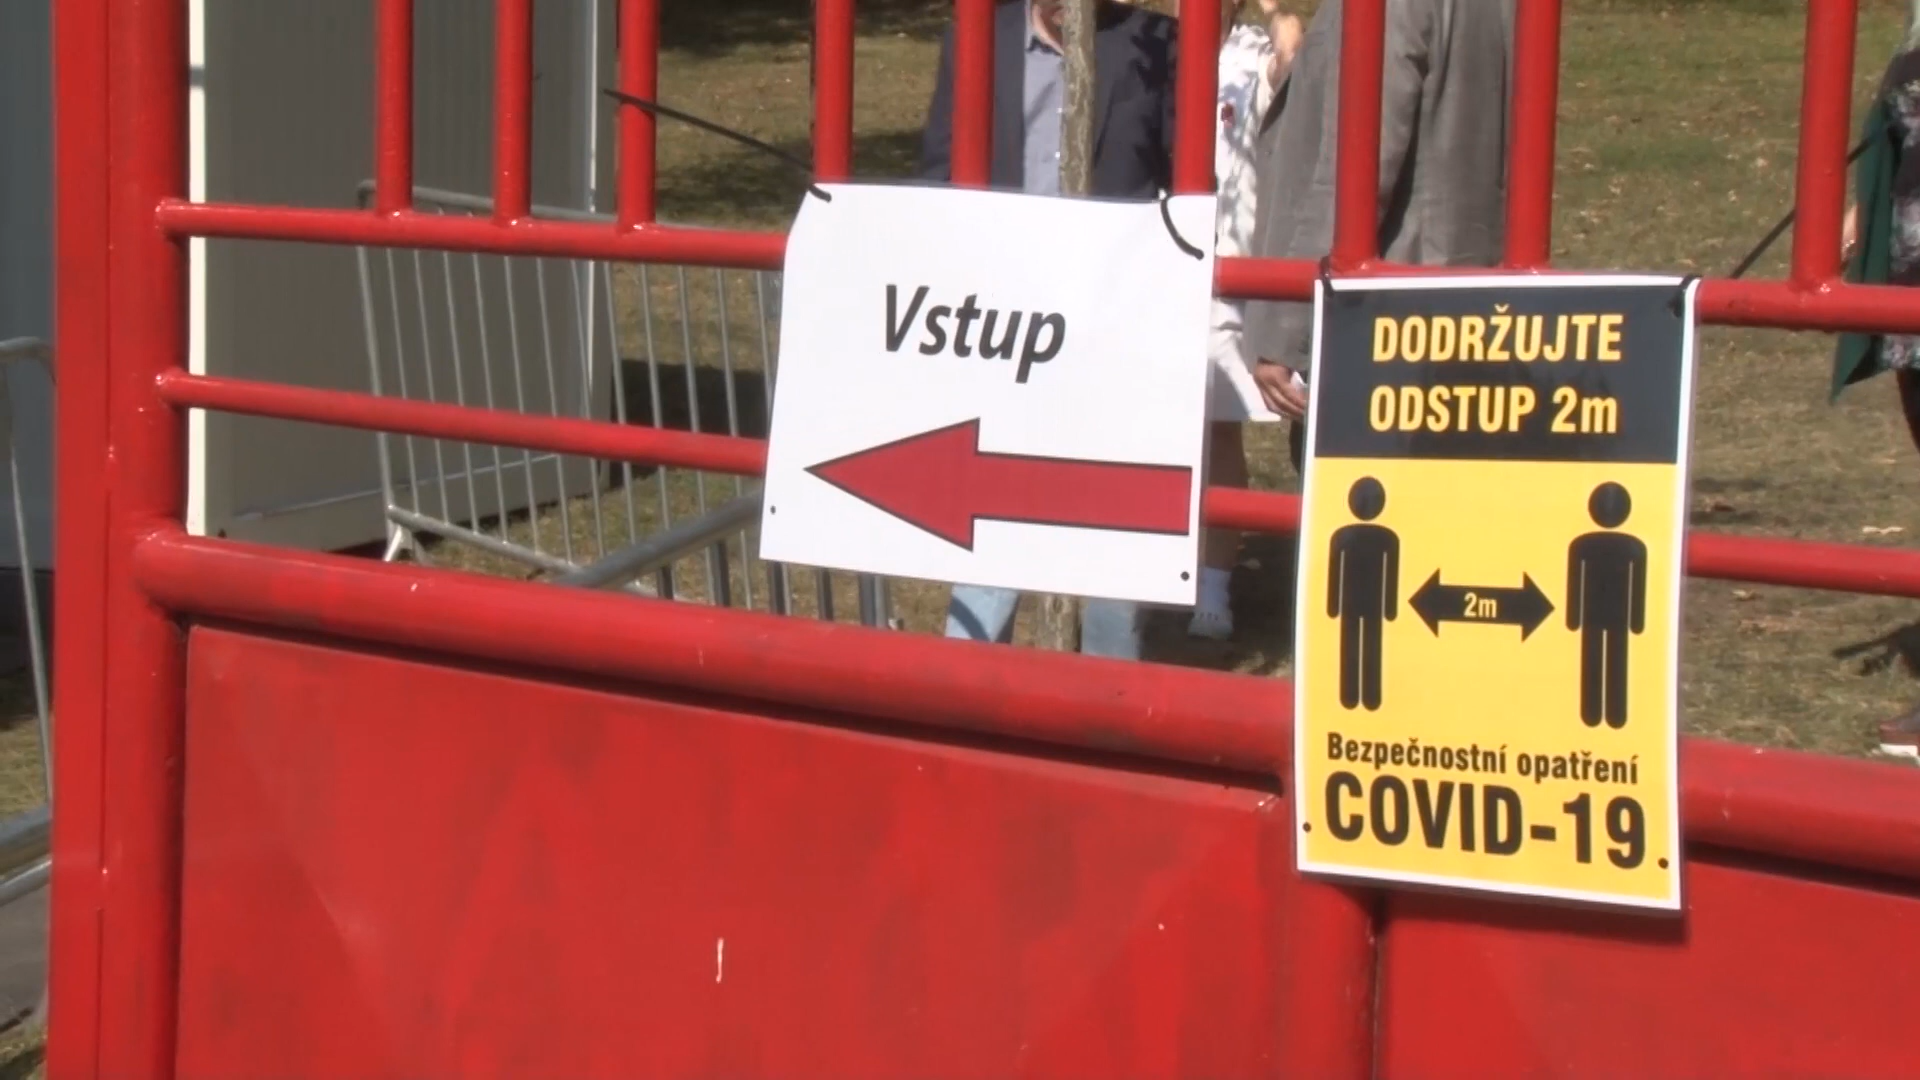 Vstup
DODRŽUJTE
ODSTUP 2m
2m
Bezpečnostní opatření
COVID-19